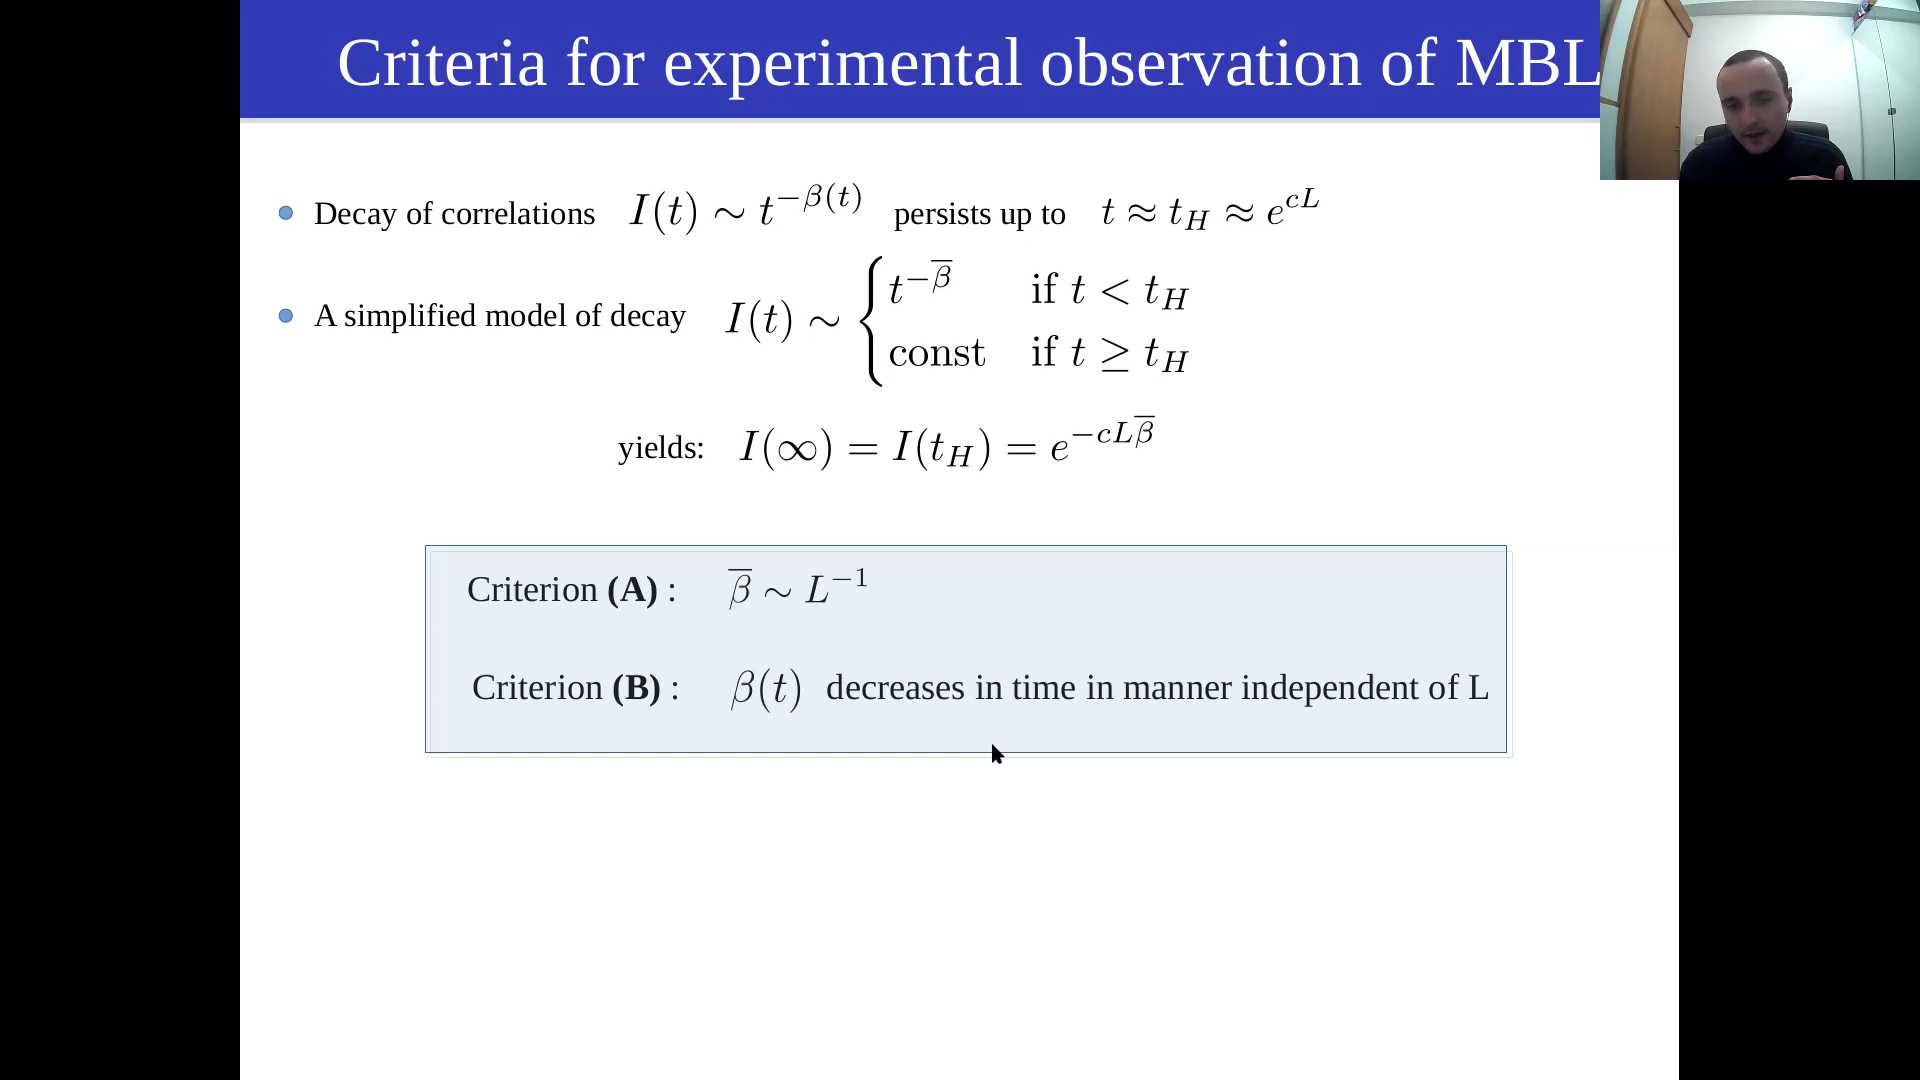 Criteria for experimental observation of MBL
Decay of correlations I(t) ∼ t^{−β(t)} persists up to t ≈ t_H ≈ e^{cL}
A simplified model of decay I(t) ∼ { t^{−β̅} if t < t_H
const if t ≥ t_H
yields: I(∞) = I(t_H) = e^{−cLβ̅}
Criterion (A) : β̅ ∼ L^{−1}
Criterion (B) : β(t) decreases in time in manner independent of L